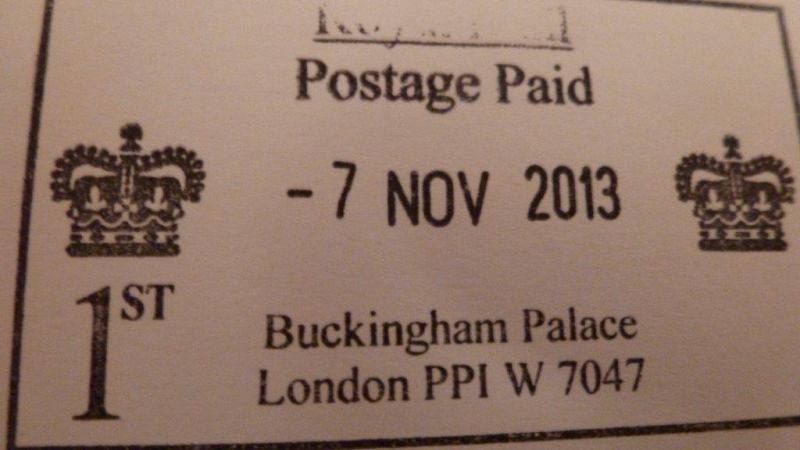 Postage Paid
- 7 NOV 2013
1ST
Buckingham Palace
London PPI W 7047